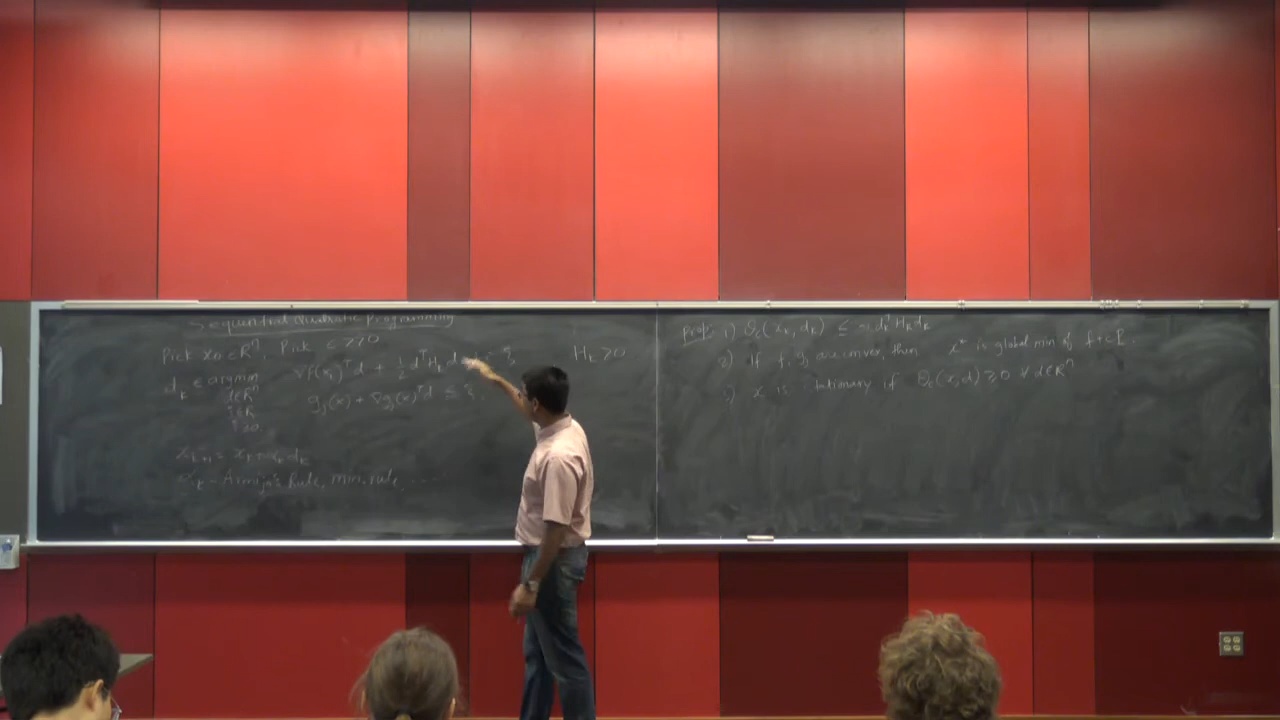 Sequential Quadratic Programming
Pick x₀ ∈ ℝⁿ, Pick c >> 0
d_k ∈ argmin ∇f(x_k)ᵀd + ½ dᵀH_k d + c ξ H_k > 0
d ∈ ℝⁿ
ξ ∈ ℝ
ξ ≥ 0
g_j(x) + ∇g_j(x)ᵀd ≤ ξ
x_{k+1} = x_k + α_k d_k
α_k - Armijo's Rule, min. rule, ...
Prop: 1) θ_c(x_k, d_k) ≤ -d_kᵀH_k d_k
2) If f, g are convex, then x* is global min of f + cP.
3) x is stationary if θ_c(x, d) ≥ 0 ∀ d ∈ ℝⁿ